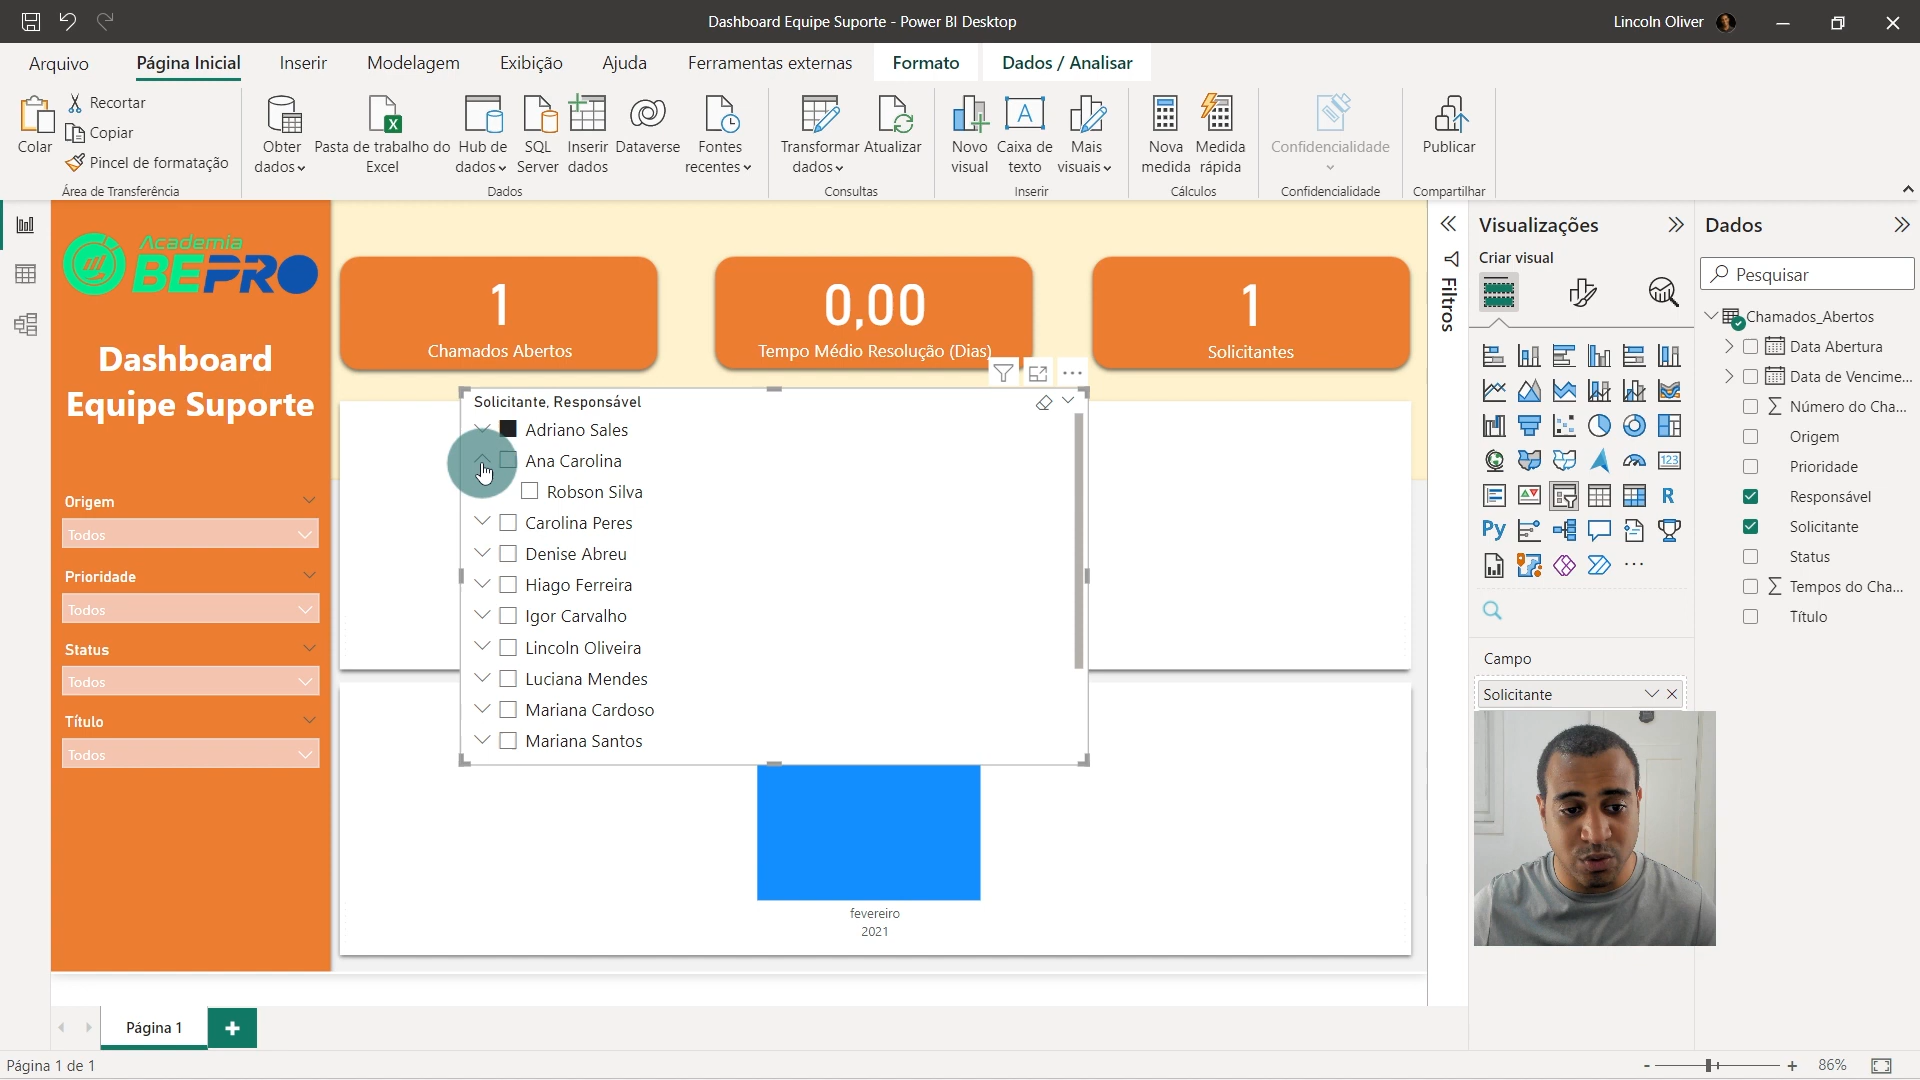 Dashboard Equipe Suporte - Power BI Desktop
Lincoln Oliver
Arquivo
Página Inicial
Inserir
Modelagem
Exibição
Ajuda
Ferramentas externas
Formato
Dados / Analisar
Colar
Recortar
Copiar
Pincel de formatação
Área de Transferência
Obter dados
Pasta de trabalho do Excel
Hub de dados
SQL Server
Inserir dados
Dataverse
Fontes recentes
Dados
Transformar dados
Atualizar
Consultas
Novo visual
Caixa de texto
Mais visuais
Inserir
Nova medida
Medida rápida
Cálculos
Confidencialidade
Confidencialidade
Publicar
Compartilhar
Academia
BEPRO
Dashboard
Equipe Suporte
Origem
Todos
Prioridade
Todos
Status
Todos
Título
Todos
1
Chamados Abertos
0,00
Tempo Médio Resolução (Dias)
1
Solicitantes
Solicitante, Responsável
Adriano Sales
Ana Carolina
Robson Silva
Carolina Peres
Denise Abreu
Hiago Ferreira
Igor Carvalho
Lincoln Oliveira
Luciana Mendes
Mariana Cardoso
Mariana Santos
fevereiro
2021
Filtros
Visualizações
Criar visual
123
R
Py
Campo
Solicitante
Dados
Pesquisar
Chamados_Abertos
Data Abertura
Data de Vencime...
Número do Cha...
Origem
Prioridade
Responsável
Solicitante
Status
Tempos do Cha...
Título
Página 1
Página 1 de 1
86%